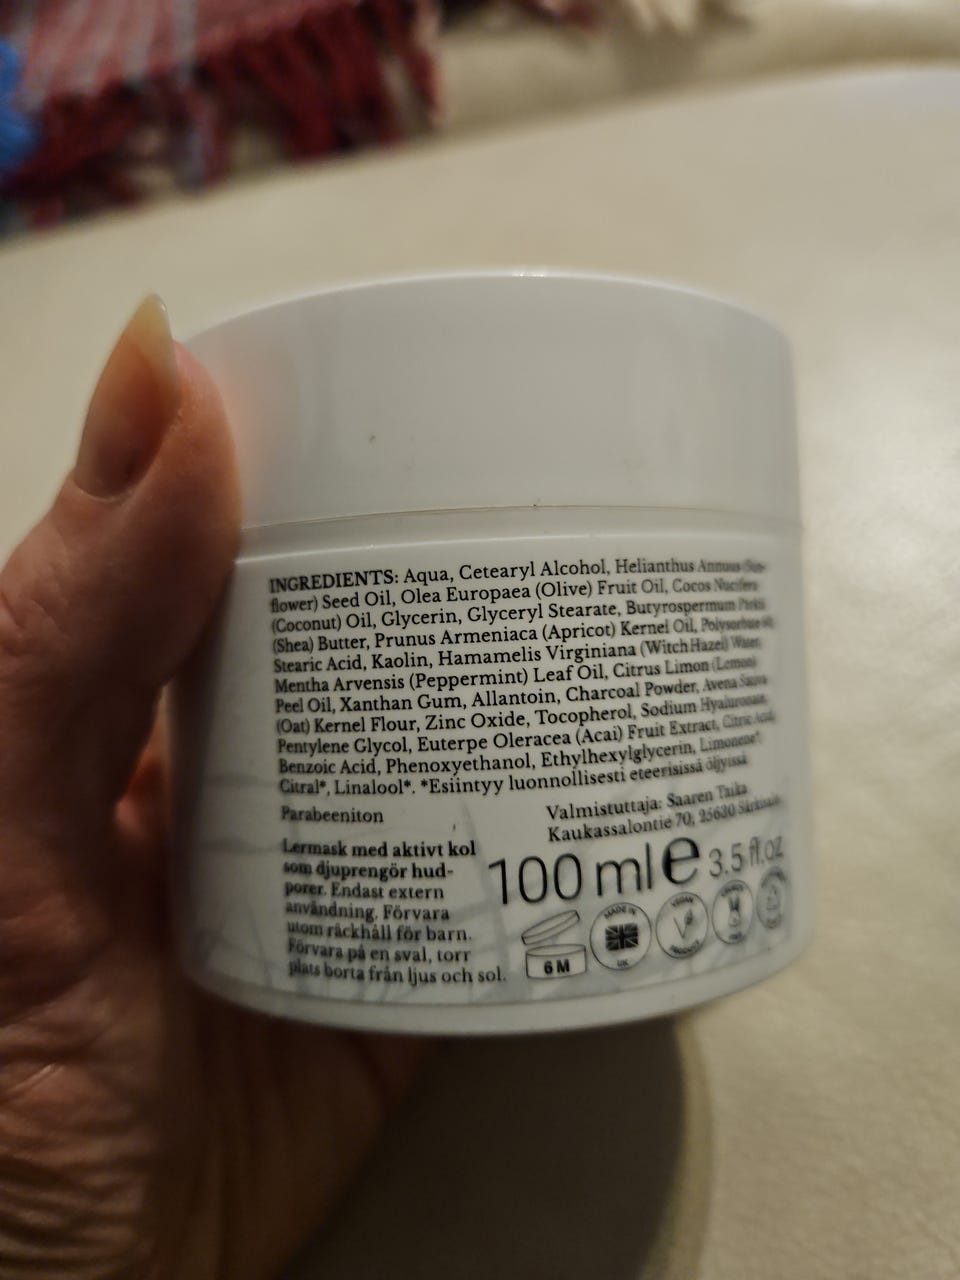 INGREDIENTS: Aqua, Cetearyl Alcohol, Helianthus Annuus (Sun-
flower) Seed Oil, Olea Europaea (Olive) Fruit Oil, Cocos Nucifera
(Coconut) Oil, Glycerin, Glyceryl Stearate, Butyrospermum Parkii
(Shea) Butter, Prunus Armeniaca (Apricot) Kernel Oil, Polysorbate
Stearic Acid, Kaolin, Hamamelis Virginiana (Witch Hazel) Water,
Mentha Arvensis (Peppermint) Leaf Oil, Citrus Limon (Lemon)
Peel Oil, Xanthan Gum, Allantoin, Charcoal Powder, Avena Sativa
(Oat) Kernel Flour, Zinc Oxide, Tocopherol, Sodium Hyaluronate,
Pentylene Glycol, Euterpe Oleracea (Acai) Fruit Extract, Citric Acid,
Benzoic Acid, Phenoxyethanol, Ethylhexylglycerin, Limonene*,
Citral*, Linalool*. *Esiintyy luonnollisesti eteerisissä öljyissä
Parabeeniton
Valmistuttaja: Saaren Taika
Kaukassalontie 70, 25630
Lermask med aktivt kol
som djuprengör hud-
porer. Endast extern
användning. Förvara
utom räckhåll för barn.
Förvara på en sval, torr
plats borta från ljus och sol.
100 ml e 3.5 fl.oz
6 M
MADE IN
UK
VEGAN
PRODUCT